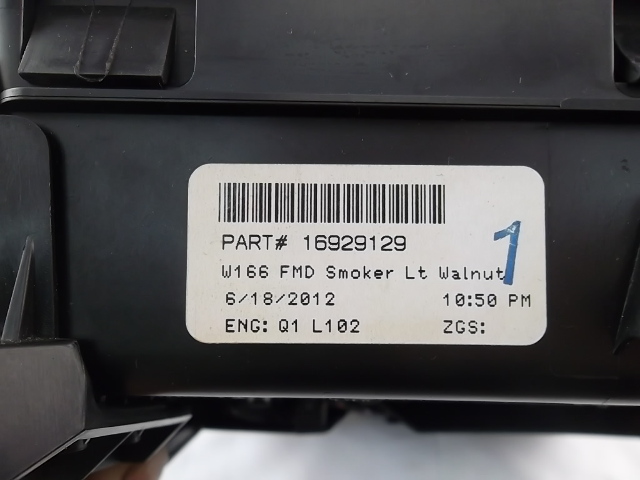 PART# 16929129
W166 FMD Smoker Lt Walnut
1
6/18/2012 10:50 PM
ENG: Q1 L102 ZGS: